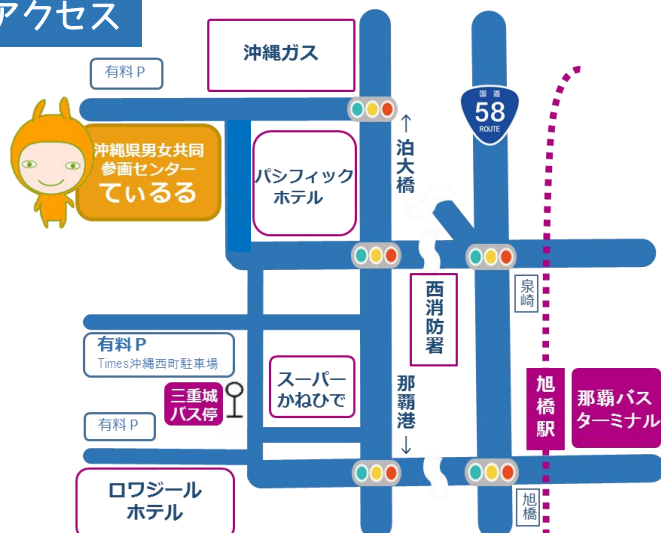 アクセス
沖縄ガス
有料P
国道
58
ROUTE
↑
泊大橋
沖縄県男女共同
参画センター
てぃるる
パシフィック
ホテル
西消防署
泉崎
有料P
Times沖縄西町駐車場
スーパー
かねひで
那覇港
↓
三重城
バス停
旭橋駅
那覇バス
ターミナル
有料P
ロワジール
ホテル
旭橋